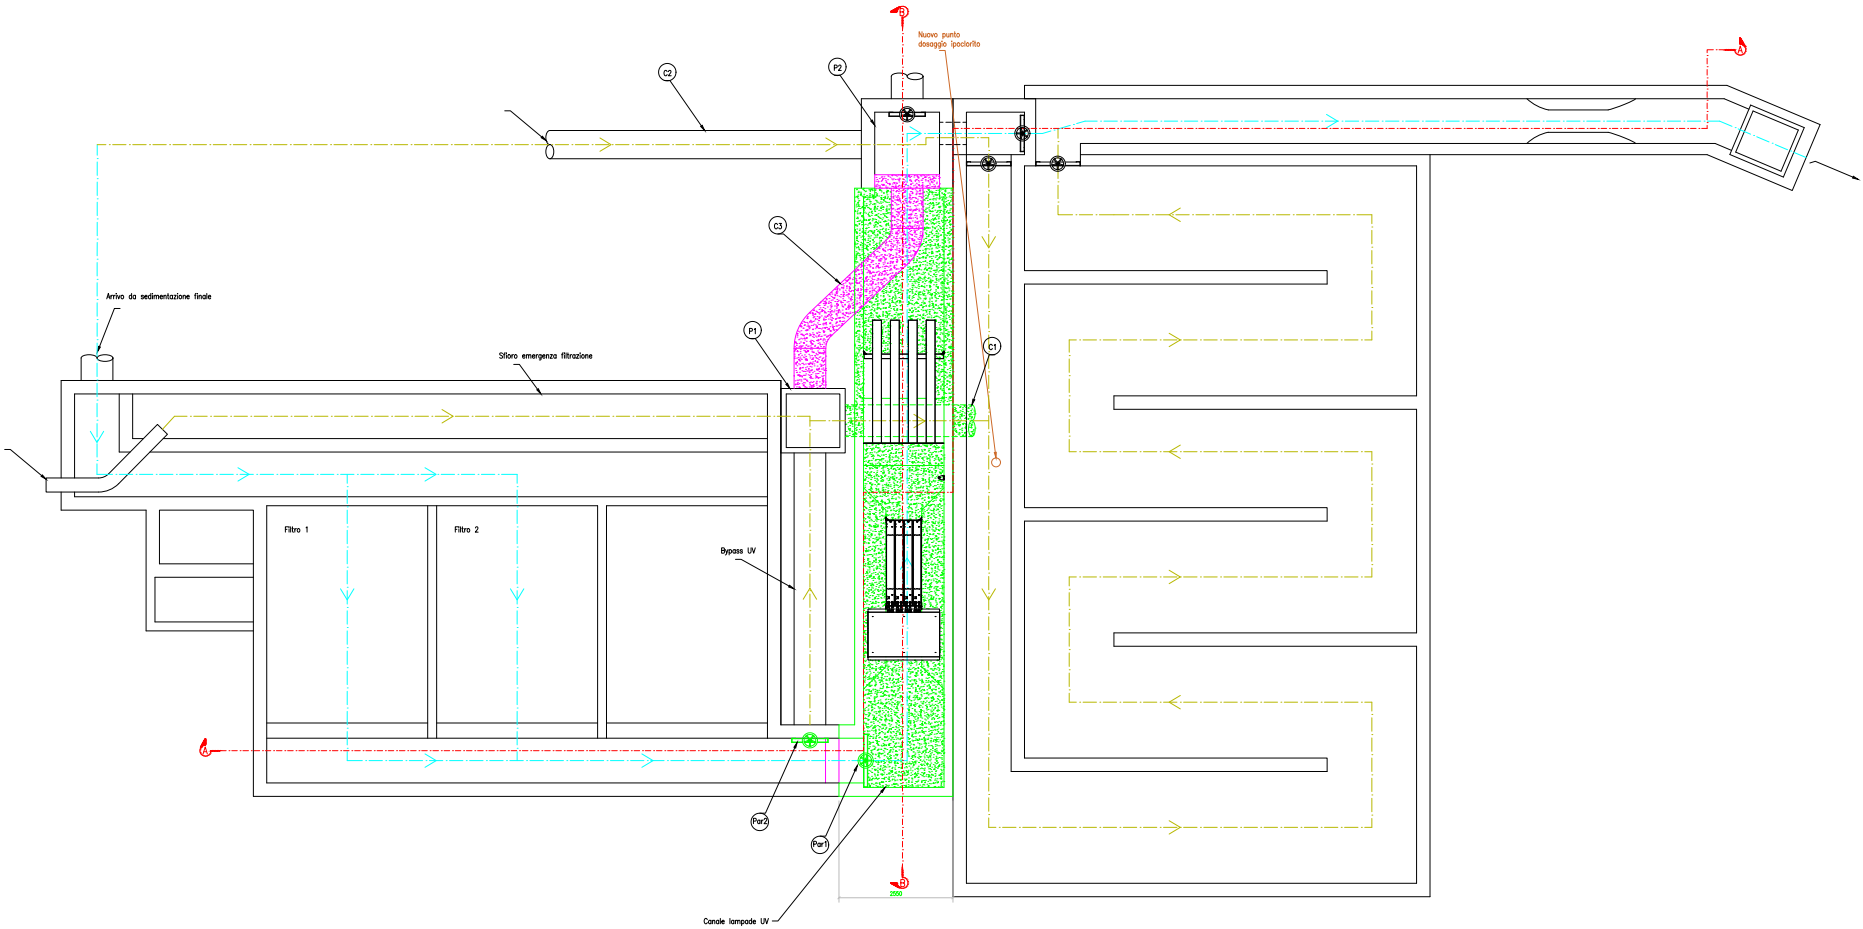 B
Nuovo punto
dosaggio ipoclorito
A
C2
P2
C3
Arrivo da sedimentazione finale
P1
C1
Sfioro emergenza filtrazione
Filtro 1
Filtro 2
Bypass UV
A
Par2
Par1
B
2550
Canale lampade UV